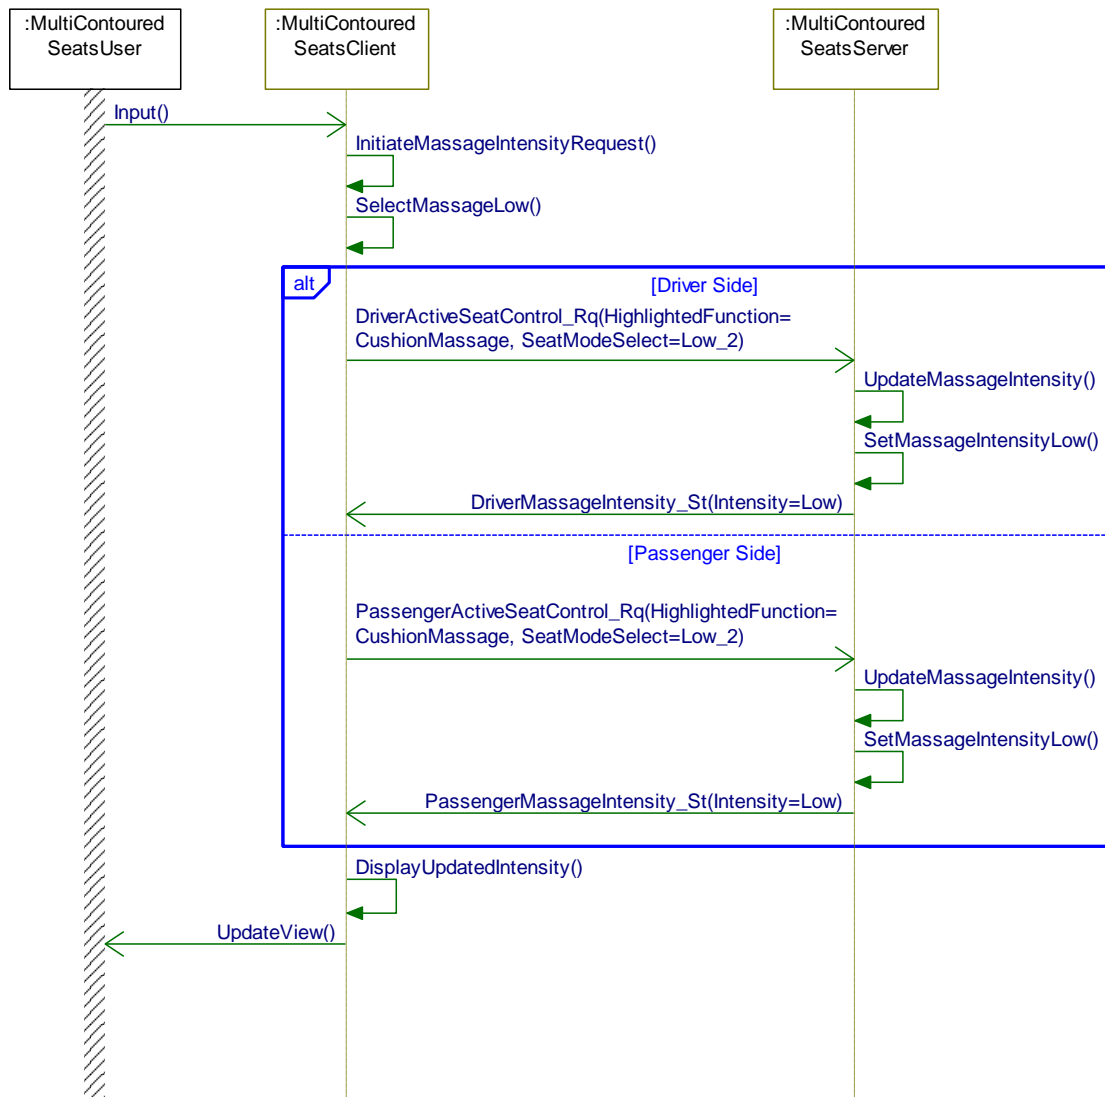 :MultiContoured
SeatsUser
:MultiContoured
SeatsClient
:MultiContoured
SeatsServer
Input()
InitiateMassageIntensityRequest()
SelectMassageLow()
alt
[Driver Side]
DriverActiveSeatControl_Rq(HighlightedFunction=
CushionMassage, SeatModeSelect=Low_2)
UpdateMassageIntensity()
SetMassageIntensityLow()
DriverMassageIntensity_St(Intensity=Low)
[Passenger Side]
PassengerActiveSeatControl_Rq(HighlightedFunction=
CushionMassage, SeatModeSelect=Low_2)
UpdateMassageIntensity()
SetMassageIntensityLow()
PassengerMassageIntensity_St(Intensity=Low)
DisplayUpdatedIntensity()
UpdateView()